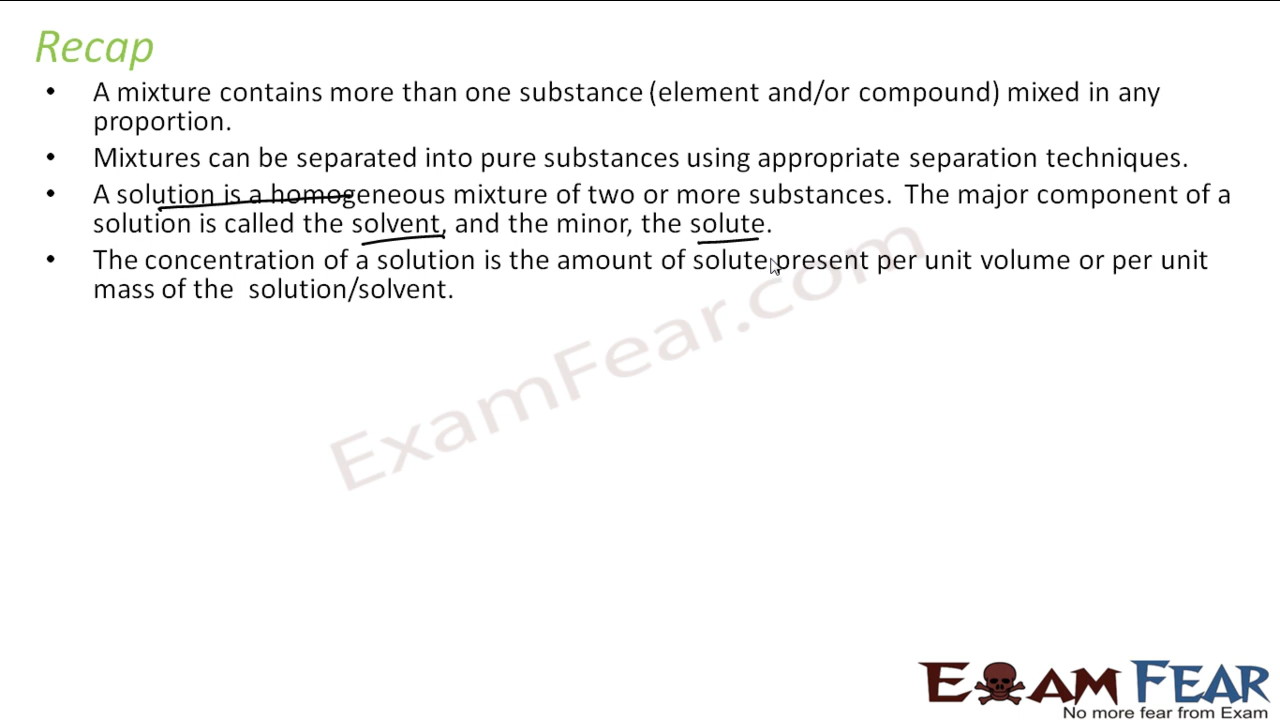 Recap
• A mixture contains more than one substance (element and/or compound) mixed in any
proportion.
• Mixtures can be separated into pure substances using appropriate separation techniques.
• A solution is a homogeneous mixture of two or more substances. The major component of a
solution is called the solvent, and the minor, the solute.
• The concentration of a solution is the amount of solute present per unit volume or per unit
mass of the solution/solvent.
ExamFear.com
EXAM FEAR
No more fear from Exam